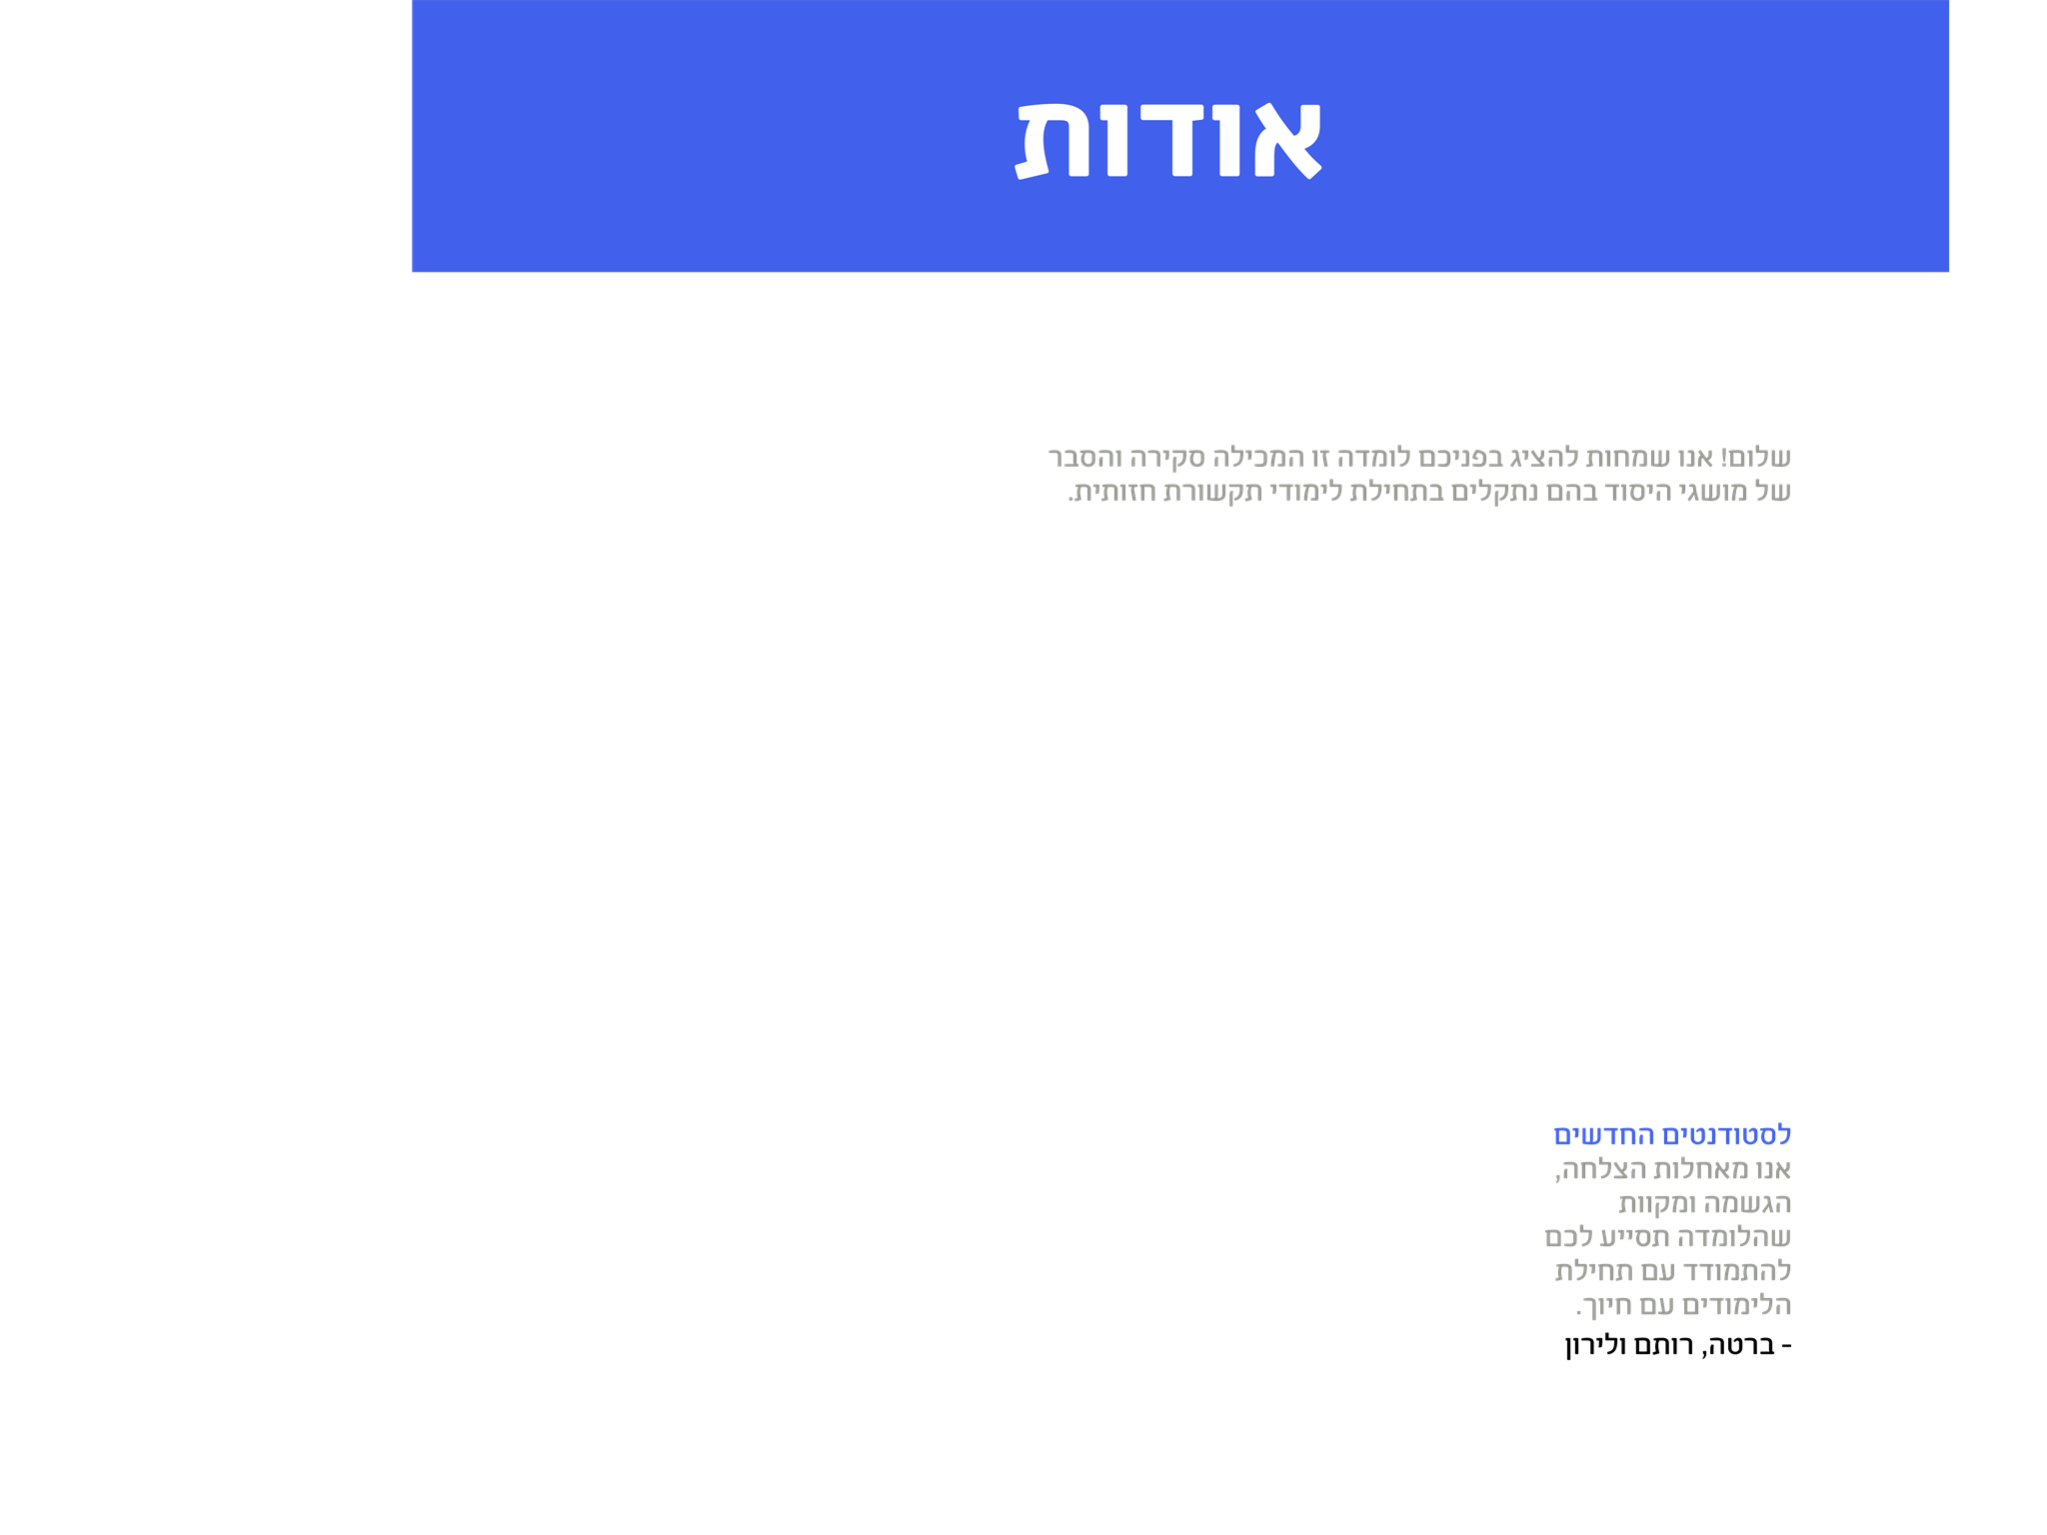 אודות
שלום! אנו שמחות להציג בפניכם לומדה זו המכילה סקירה והסבר
של מושגי היסוד בהם נתקלים בתחילת לימודי תקשורת חזותית.
לסטודנטים החדשים
אנו מאחלות הצלחה,
הגשמה ומקוות
שהלומדה תסייע לכם
להתמודד עם תחילת
הלימודים עם חיוך.
- ברטה, רותם ולירון